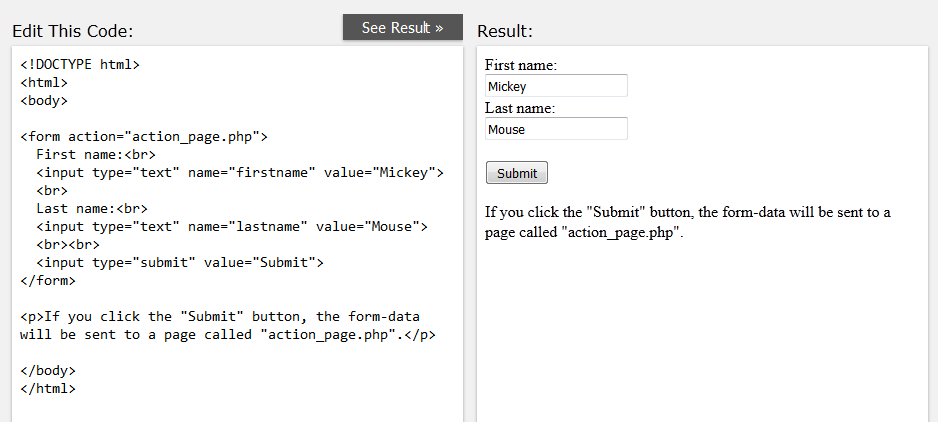 Edit This Code:
See Result »
<!DOCTYPE html>
<html>
<body>
<form action="action_page.php">
First name:<br>
<input type="text" name="firstname" value="Mickey">
<br>
Last name:<br>
<input type="text" name="lastname" value="Mouse">
<br><br>
<input type="submit" value="Submit">
</form>
<p>If you click the "Submit" button, the form-data
will be sent to a page called "action_page.php".</p>
</body>
</html>
Result:
First name:
Mickey
Last name:
Mouse
Submit
If you click the "Submit" button, the form-data will be sent to a
page called "action_page.php".